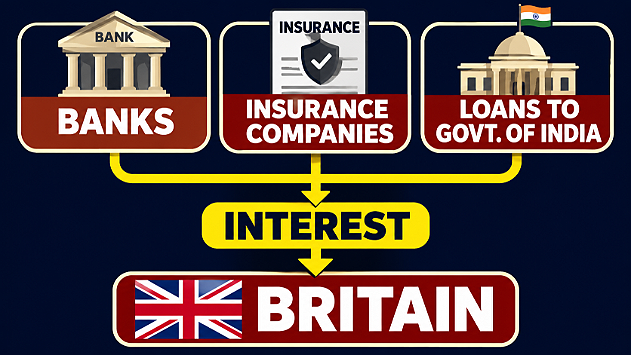 BANK
BANKS
INSURANCE
INSURANCE
COMPANIES
LOANS TO
GOVT. OF INDIA
INTEREST
BRITAIN